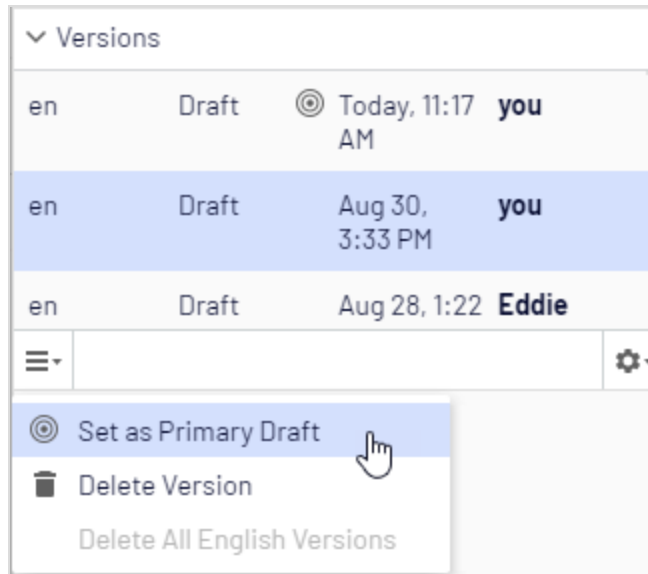 Versions
en Draft Today, 11:17 you
AM
en Draft Aug 30, you
3:33 PM
en Draft Aug 28, 1:22 Eddie
Set as Primary Draft
Delete Version
Delete All English Versions